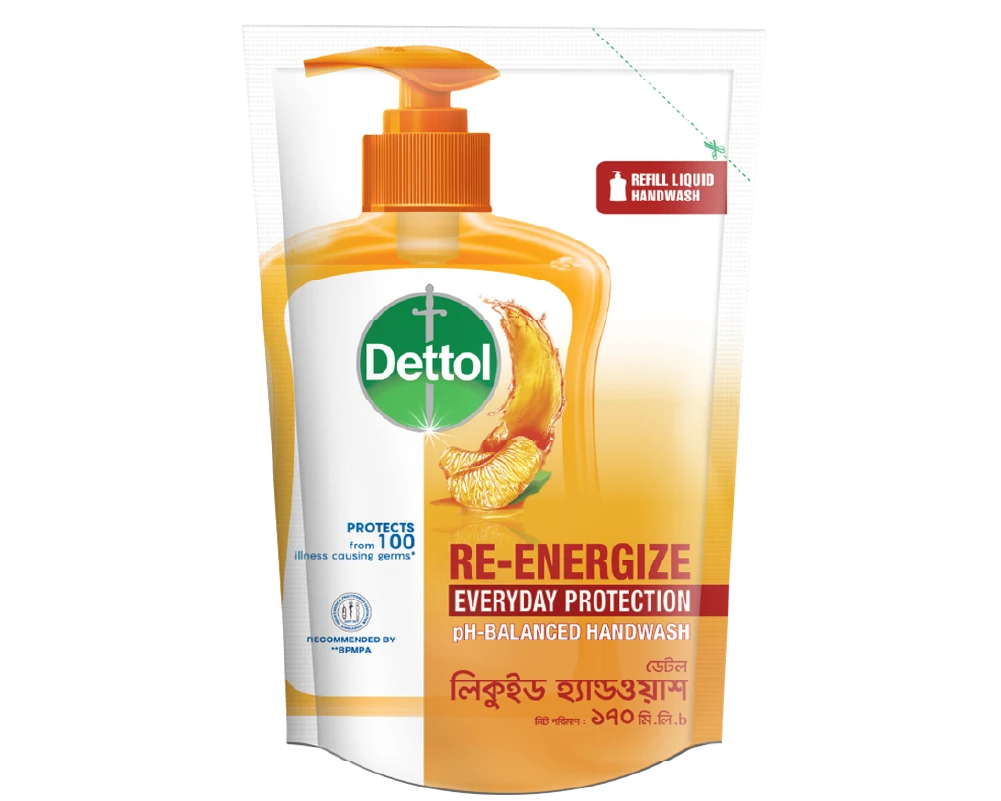 REFILL LIQUID
HANDWASH
Dettol
PROTECTS
from 100
illness causing germs*
RECOMMENDED BY
**BPMPA
RE-ENERGIZE
EVERYDAY PROTECTION
pH-BALANCED HANDWASH
ডেটল
লিকুইড হ্যান্ডওয়াশ
নিট পরিমাণ : ১৭০ মি.লি.b